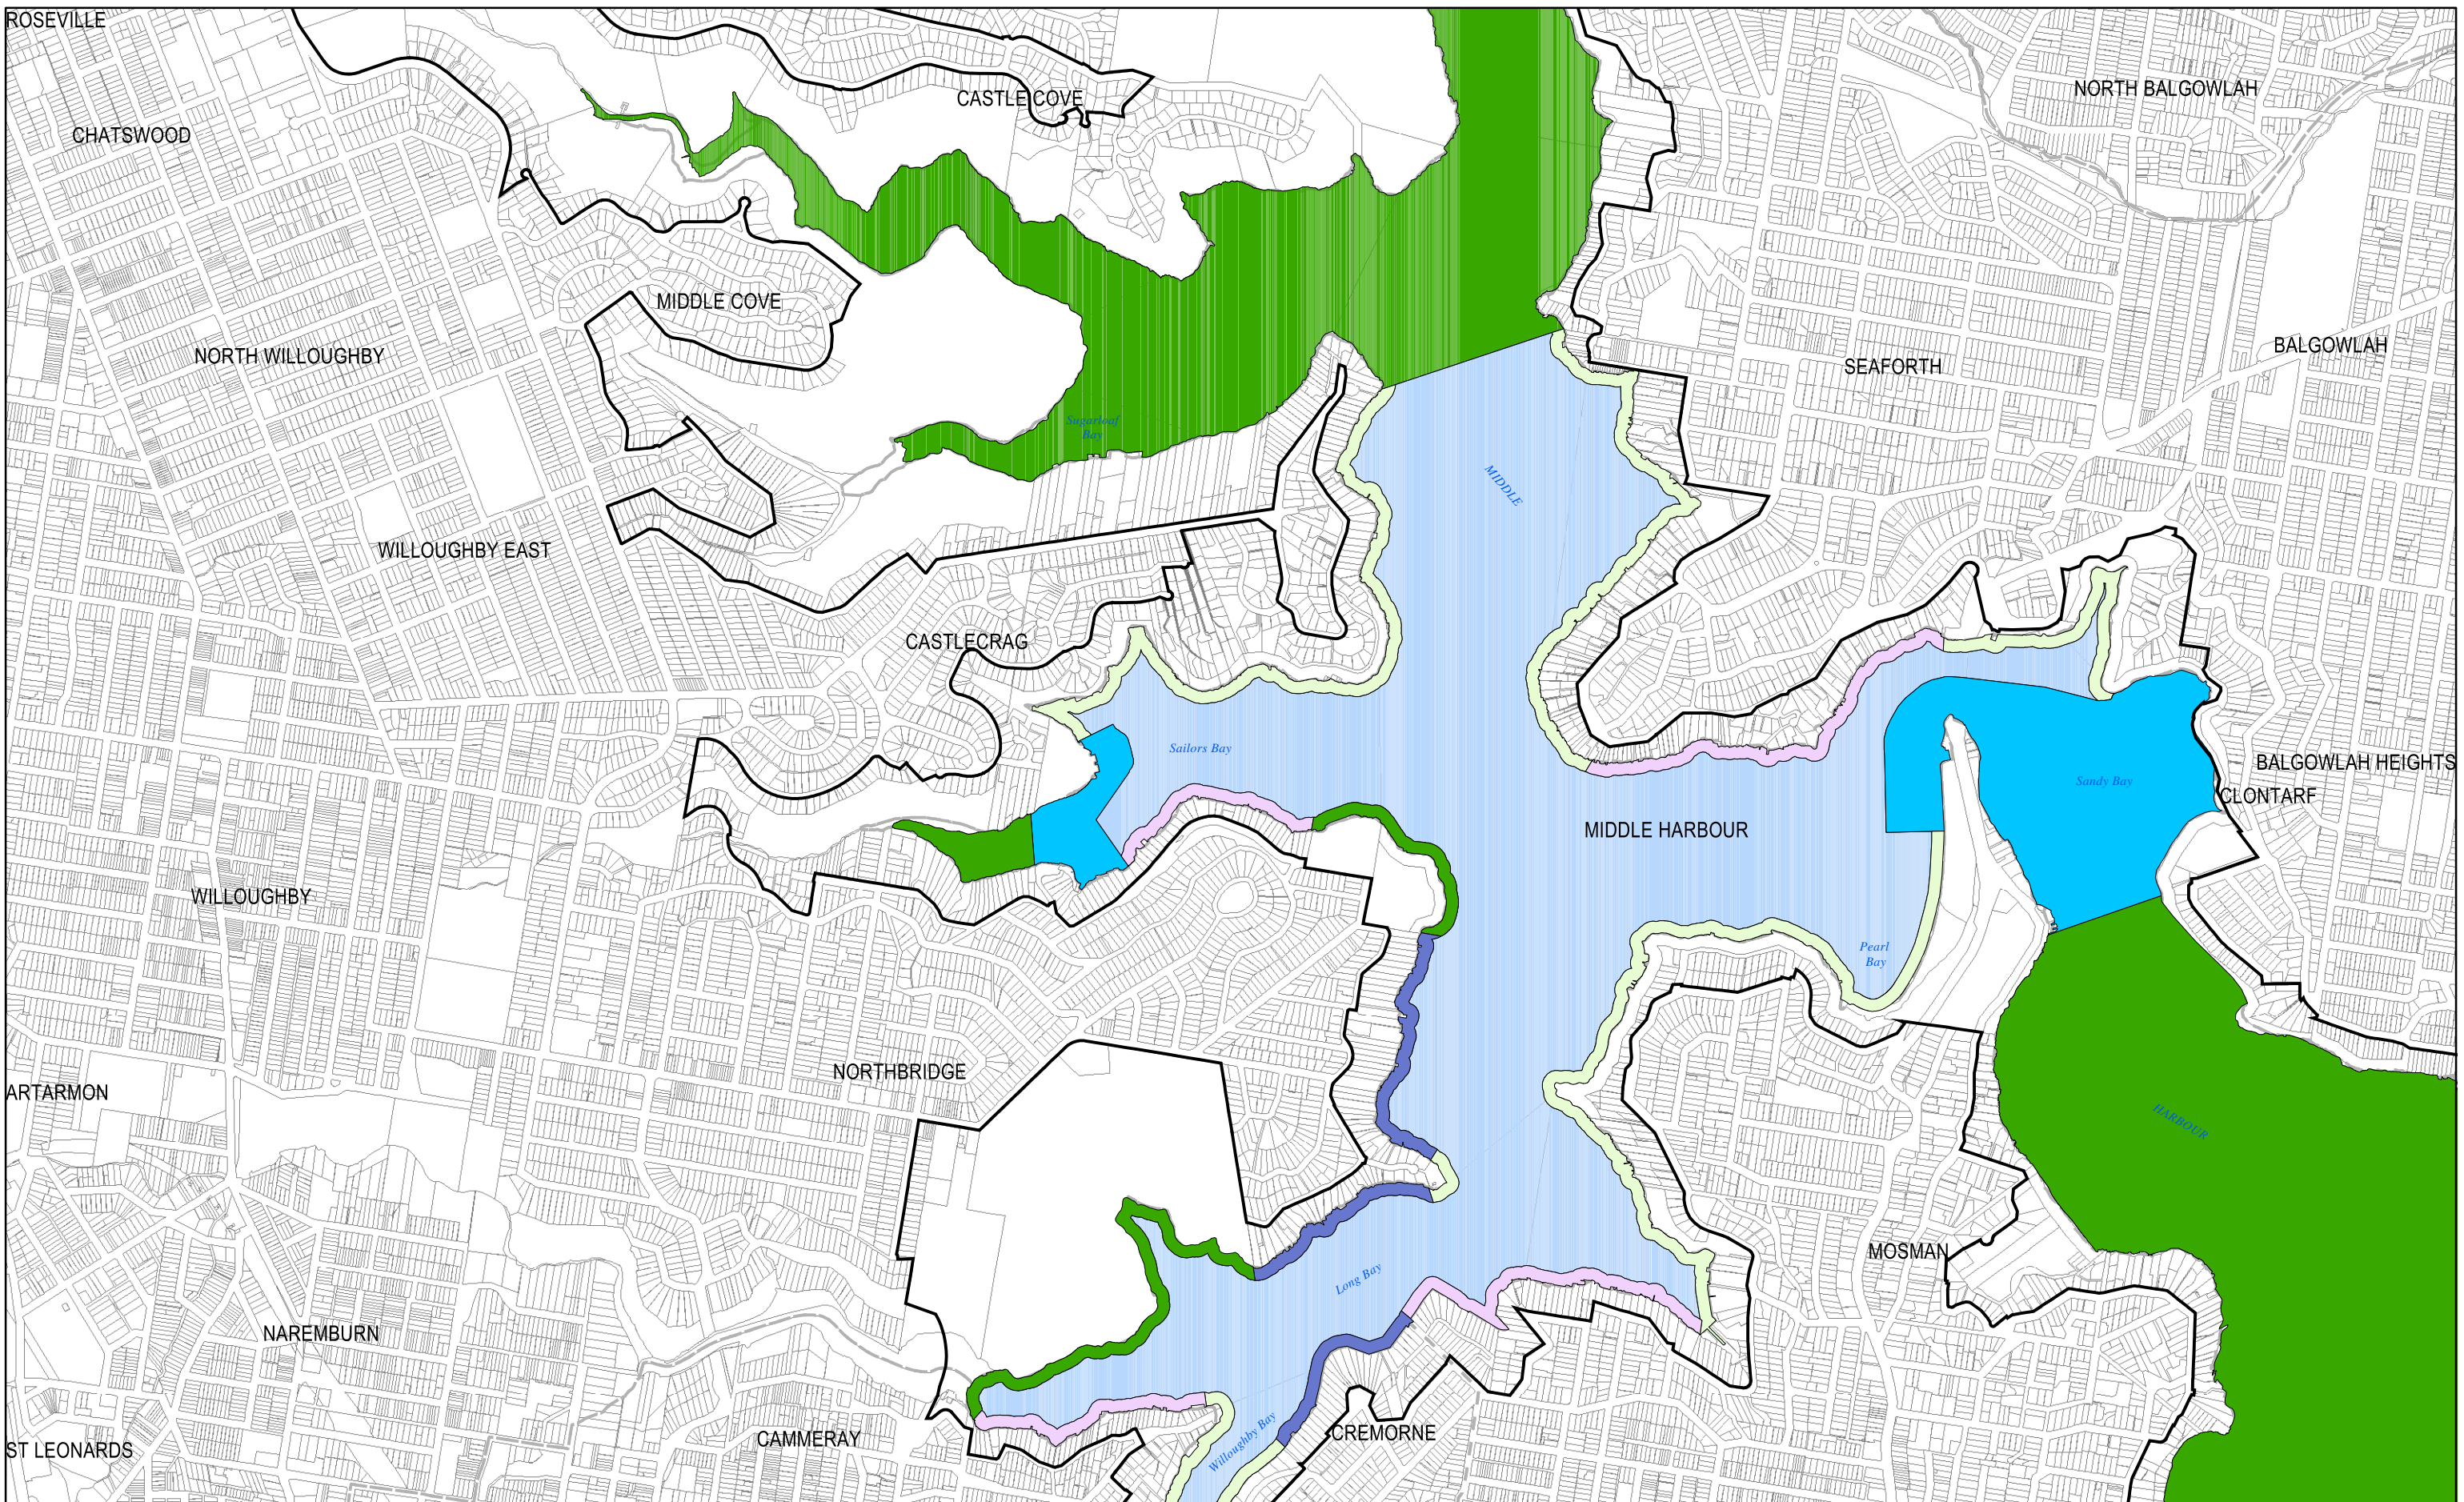 ROSEVILLE
NORTH BALGOWLAH
CASTLE COVE
CHATSWOOD
MIDDLE COVE
BALGOWLAH
NORTH WILLOUGHBY
SEAFORTH
Sugarloaf
Bay
MIDDLE
WILLOUGHBY EAST
CASTLECRAG
Sailors Bay
BALGOWLAH HEIGHTS
Sandy Bay
CLONTARF
MIDDLE HARBOUR
WILLOUGHBY
Pearl
Bay
NORTHBRIDGE
ARTARMON
HARBOUR
MOSMAN
Long Bay
NAREMBURN
CREMORNE
CAMMERAY
Willoughby Bay
ST LEONARDS